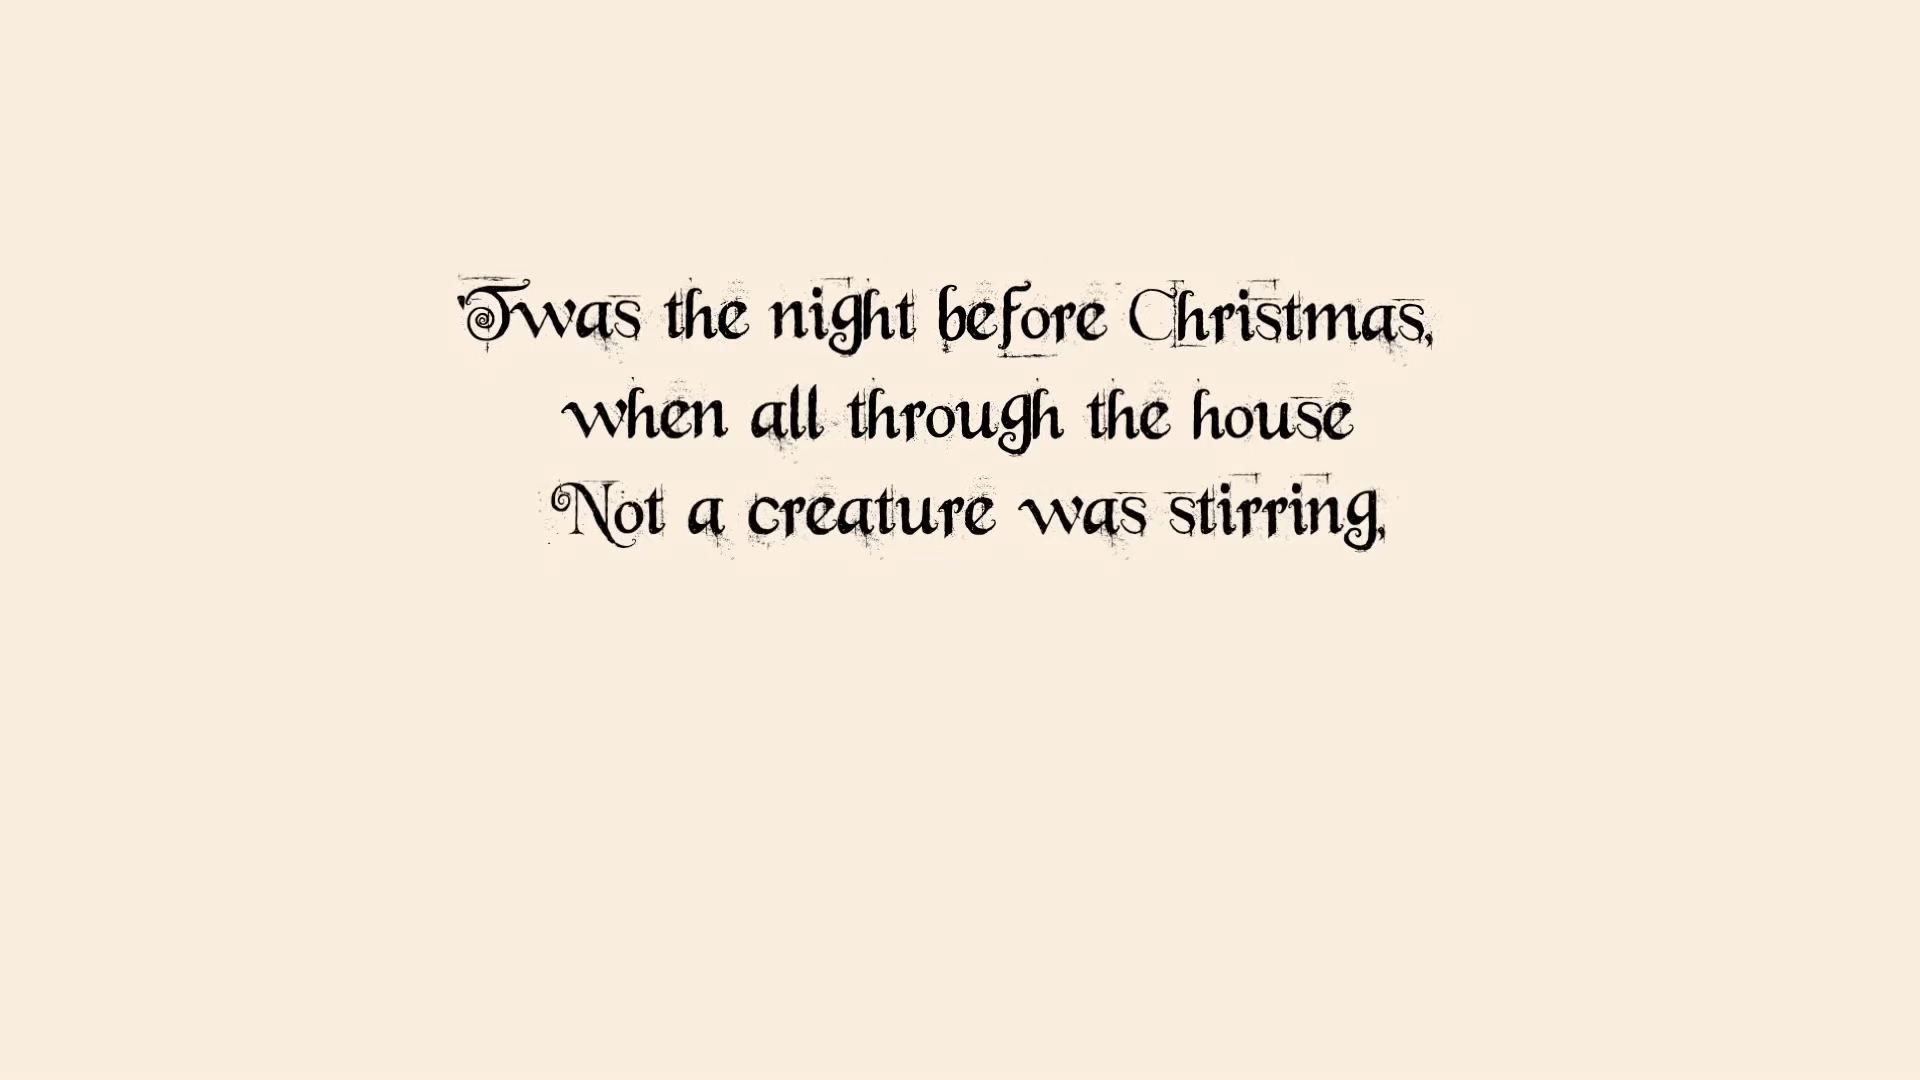 'Twas the night before Christmas,
when all through the house
Not a creature was stirring,